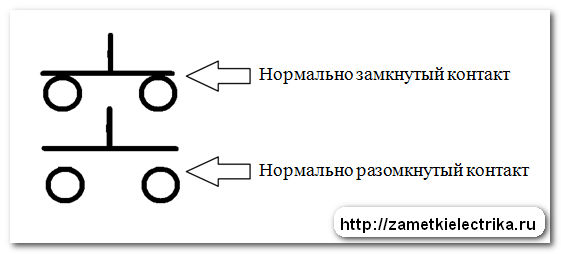 Нормально замкнутый контакт
Нормально разомкнутый контакт
http://zametkielectrika.ru